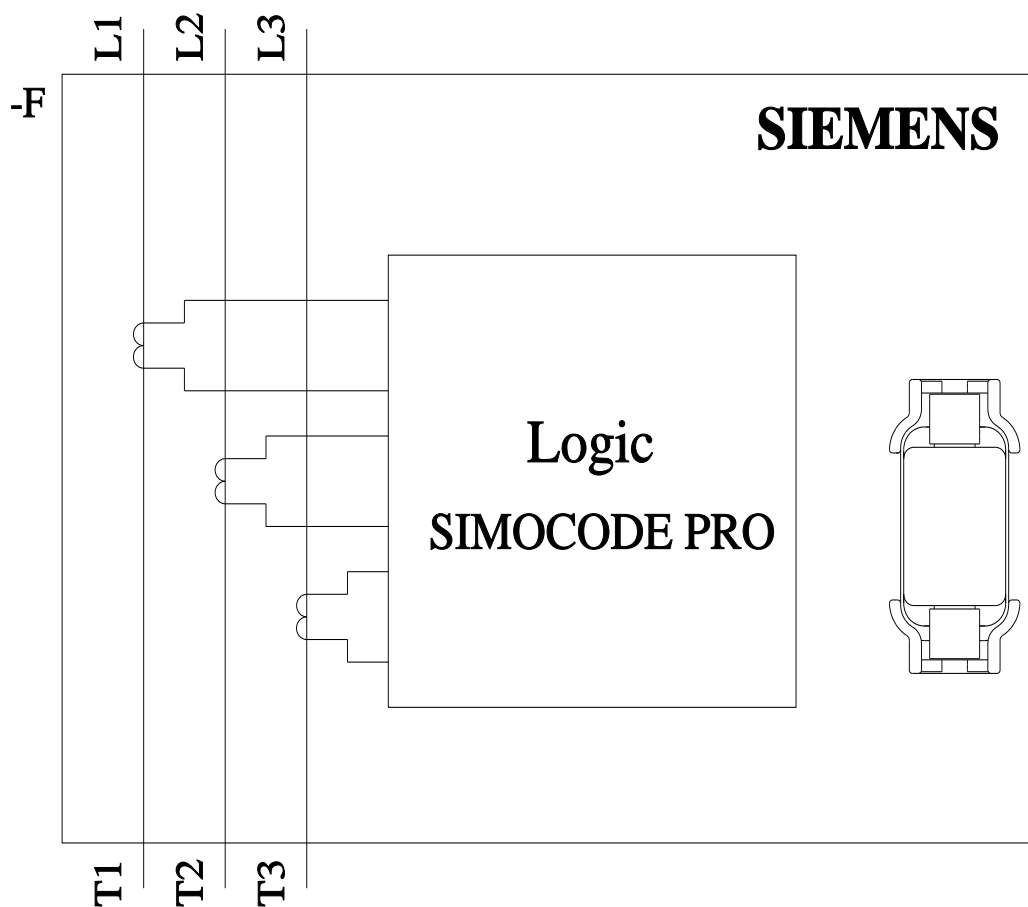 L1 L2 L3
-F
SIEMENS
Logic
SIMOCODE PRO
T1 T2 T3